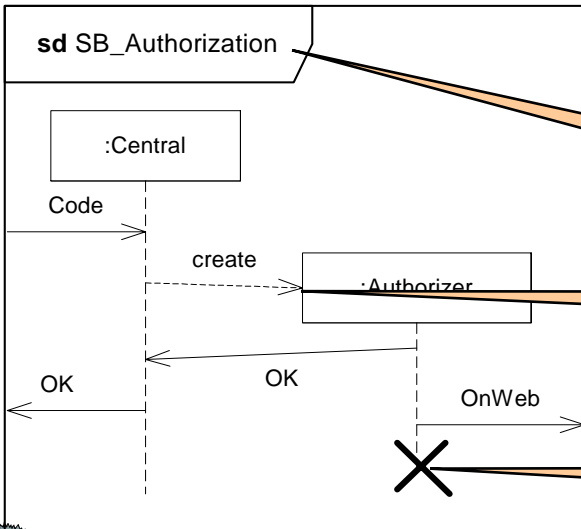 sd SB_Authorization
:Central
Code
create
:Authorizer
OK
OK
OnWeb